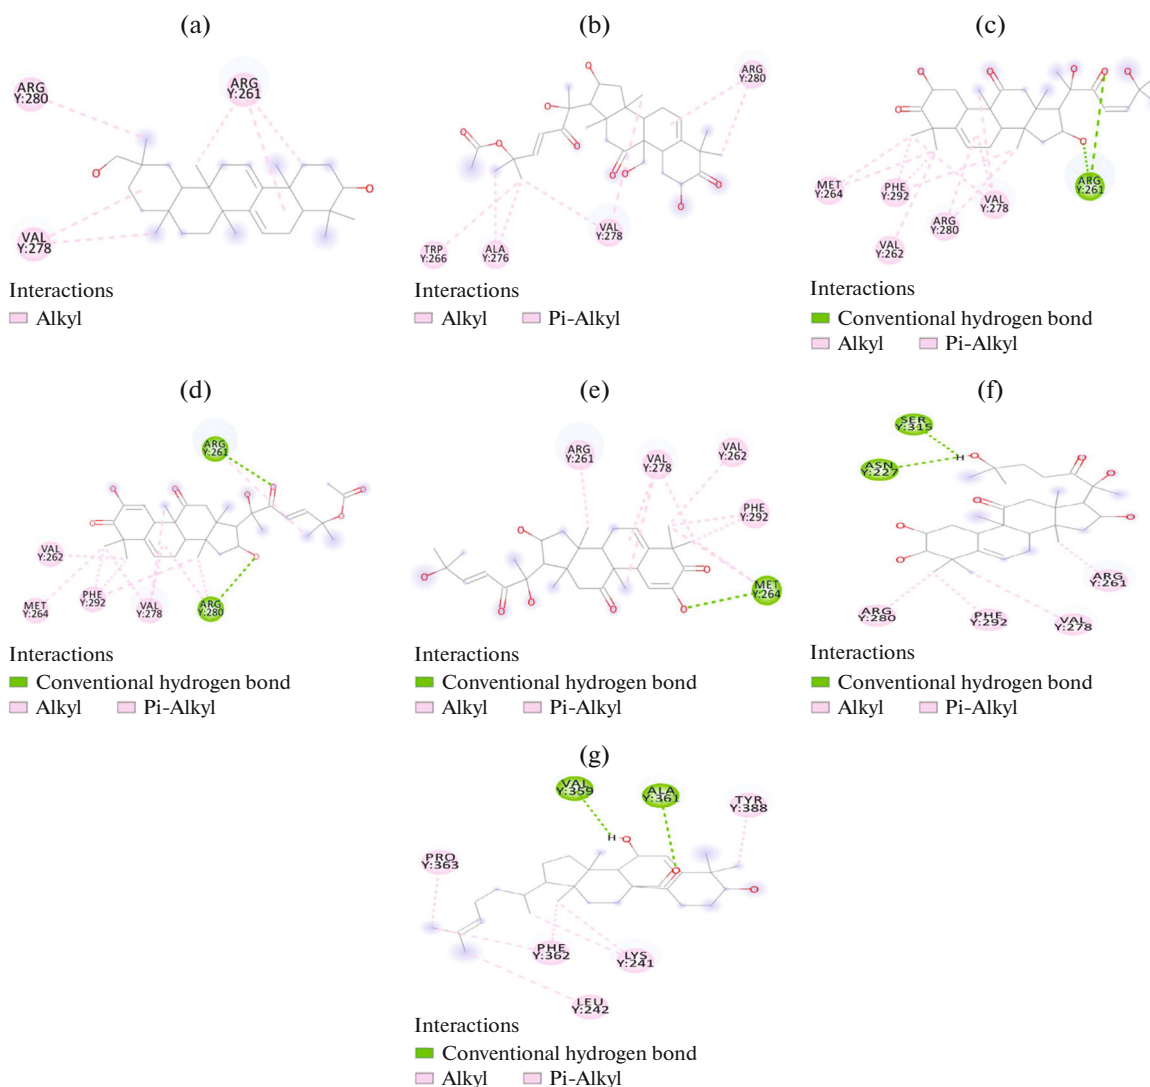 (a)
ARG
Y:280
ARG
Y:261
VAL
Y:278
Interactions
Alkyl
(b)
ARG
Y:280
O
O
O
O
O
O
O
O
TRP
Y:266
ALA
Y:276
VAL
Y:278
Interactions
Alkyl Pi-Alkyl
(c)
MET
Y:264
PHE
Y:292
ARG
Y:280
VAL
Y:278
VAL
Y:262
ARG
Y:261
Interactions
Conventional hydrogen bond
Alkyl Pi-Alkyl
(d)
ARG
Y:261
VAL
Y:262
MET
Y:264
PHE
Y:292
VAL
Y:278
ARG
Y:280
Interactions
Conventional hydrogen bond
Alkyl Pi-Alkyl
(e)
ARG
Y:261
VAL
Y:278
VAL
Y:262
PHE
Y:292
MET
Y:264
Interactions
Conventional hydrogen bond
Alkyl Pi-Alkyl
(f)
SER
Y:315
ASN
Y:227
H
ARG
Y:261
ARG
Y:280
PHE
Y:292
VAL
Y:278
Interactions
Conventional hydrogen bond
Alkyl Pi-Alkyl
(g)
VAL
Y:359
ALA
Y:361
TYR
Y:388
H
PRO
Y:363
PHE
Y:362
LYS
Y:241
LEU
Y:242
Interactions
Conventional hydrogen bond
Alkyl Pi-Alkyl